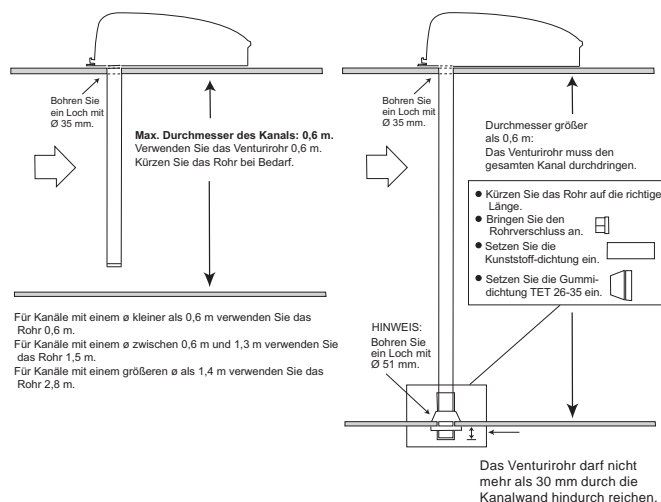 Bohren Sie
ein Loch mit
Ø 35 mm.
Max. Durchmesser des Kanals: 0,6 m.
Verwenden Sie das Venturirohr 0,6 m.
Kürzen Sie das Rohr bei Bedarf.
Für Kanäle mit einem ø kleiner als 0,6 m verwenden Sie das
Rohr 0,6 m.
Für Kanäle mit einem ø zwischen 0,6 m und 1,3 m verwenden Sie
das Rohr 1,5 m.
Für Kanäle mit einem größeren ø als 1,4 m verwenden Sie das
Rohr 2,8 m.
Bohren Sie
ein Loch mit
Ø 35 mm.
Durchmesser größer
als 0,6 m:
Das Venturirohr muss den
gesamten Kanal durchdringen.
● Kürzen Sie das Rohr auf die richtige
Länge.
● Bringen Sie den
Rohrverschluss an.
● Setzen Sie die
Kunststoff-dichtung ein.
● Setzen Sie die Gummi-
dichtung TET 26-35 ein.
HINWEIS:
Bohren Sie
ein Loch mit
Ø 51 mm.
Das Venturirohr darf nicht
mehr als 30 mm durch die
Kanalwand hindurch reichen.